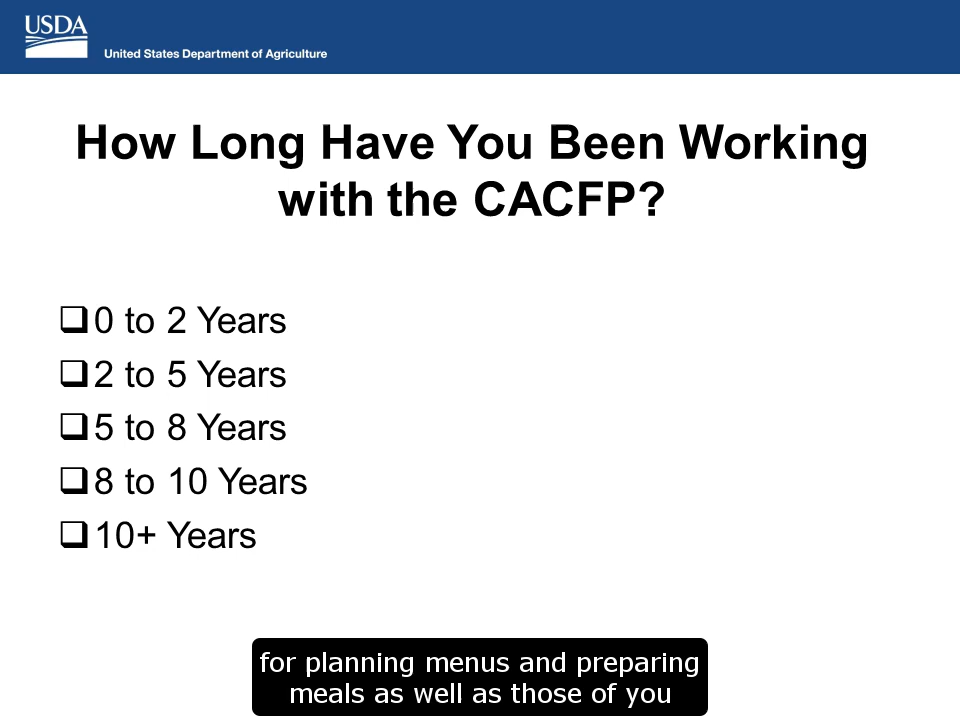 USDA
United States Department of Agriculture
How Long Have You Been Working
with the CACFP?
0 to 2 Years
2 to 5 Years
5 to 8 Years
8 to 10 Years
10+ Years
for planning menus and preparing
meals as well as those of you